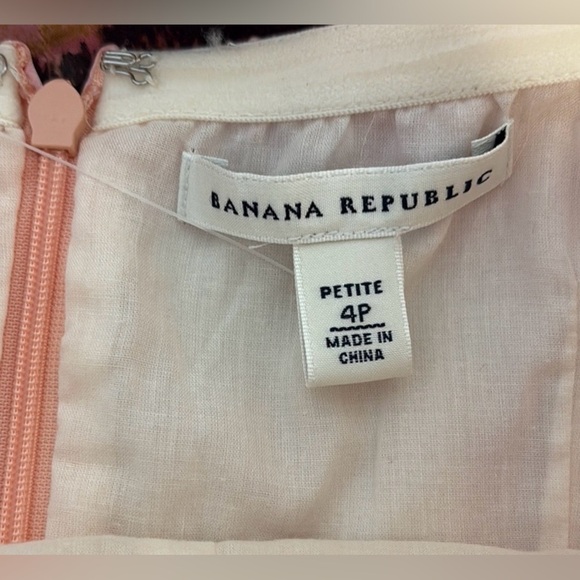 BANANA REPUBLIC
PETITE
4P
MADE IN
CHINA